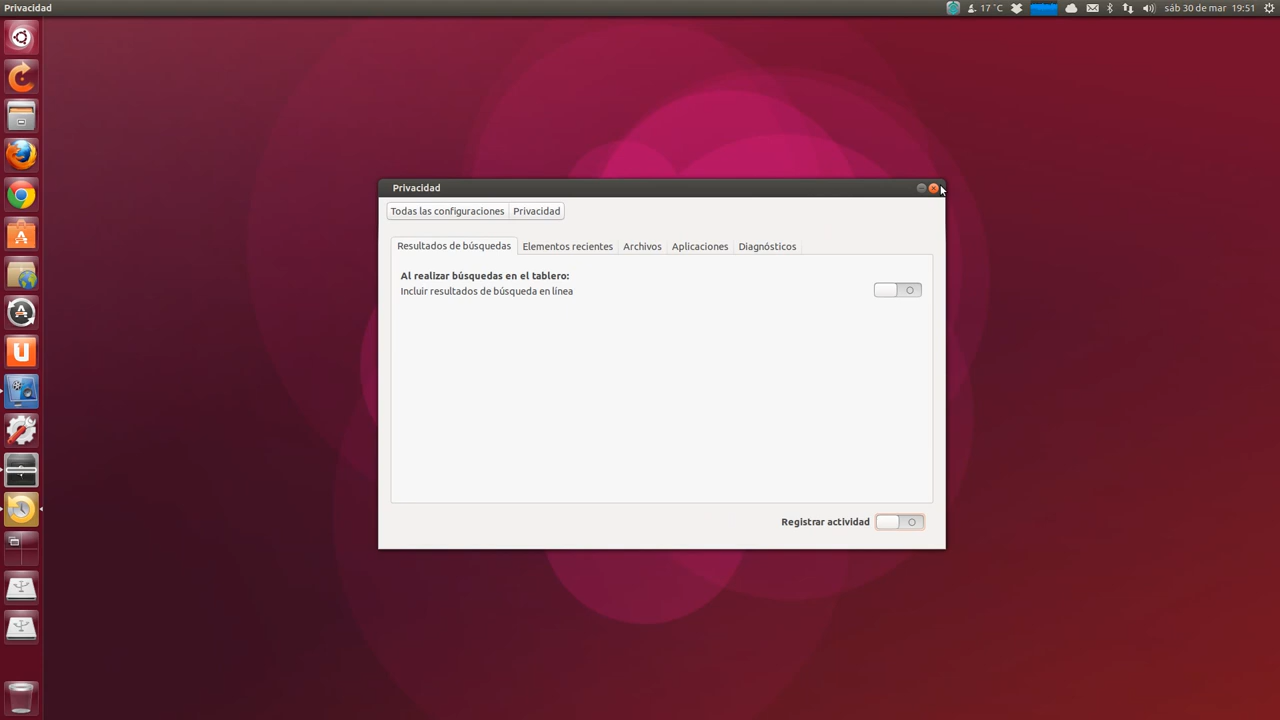 Privacidad
17 °C
sáb 30 de mar 19:51
Privacidad
Todas las configuraciones Privacidad
Resultados de búsquedas Elementos recientes Archivos Aplicaciones Diagnósticos
Al realizar búsquedas en el tablero:
Incluir resultados de búsqueda en línea
Registrar actividad